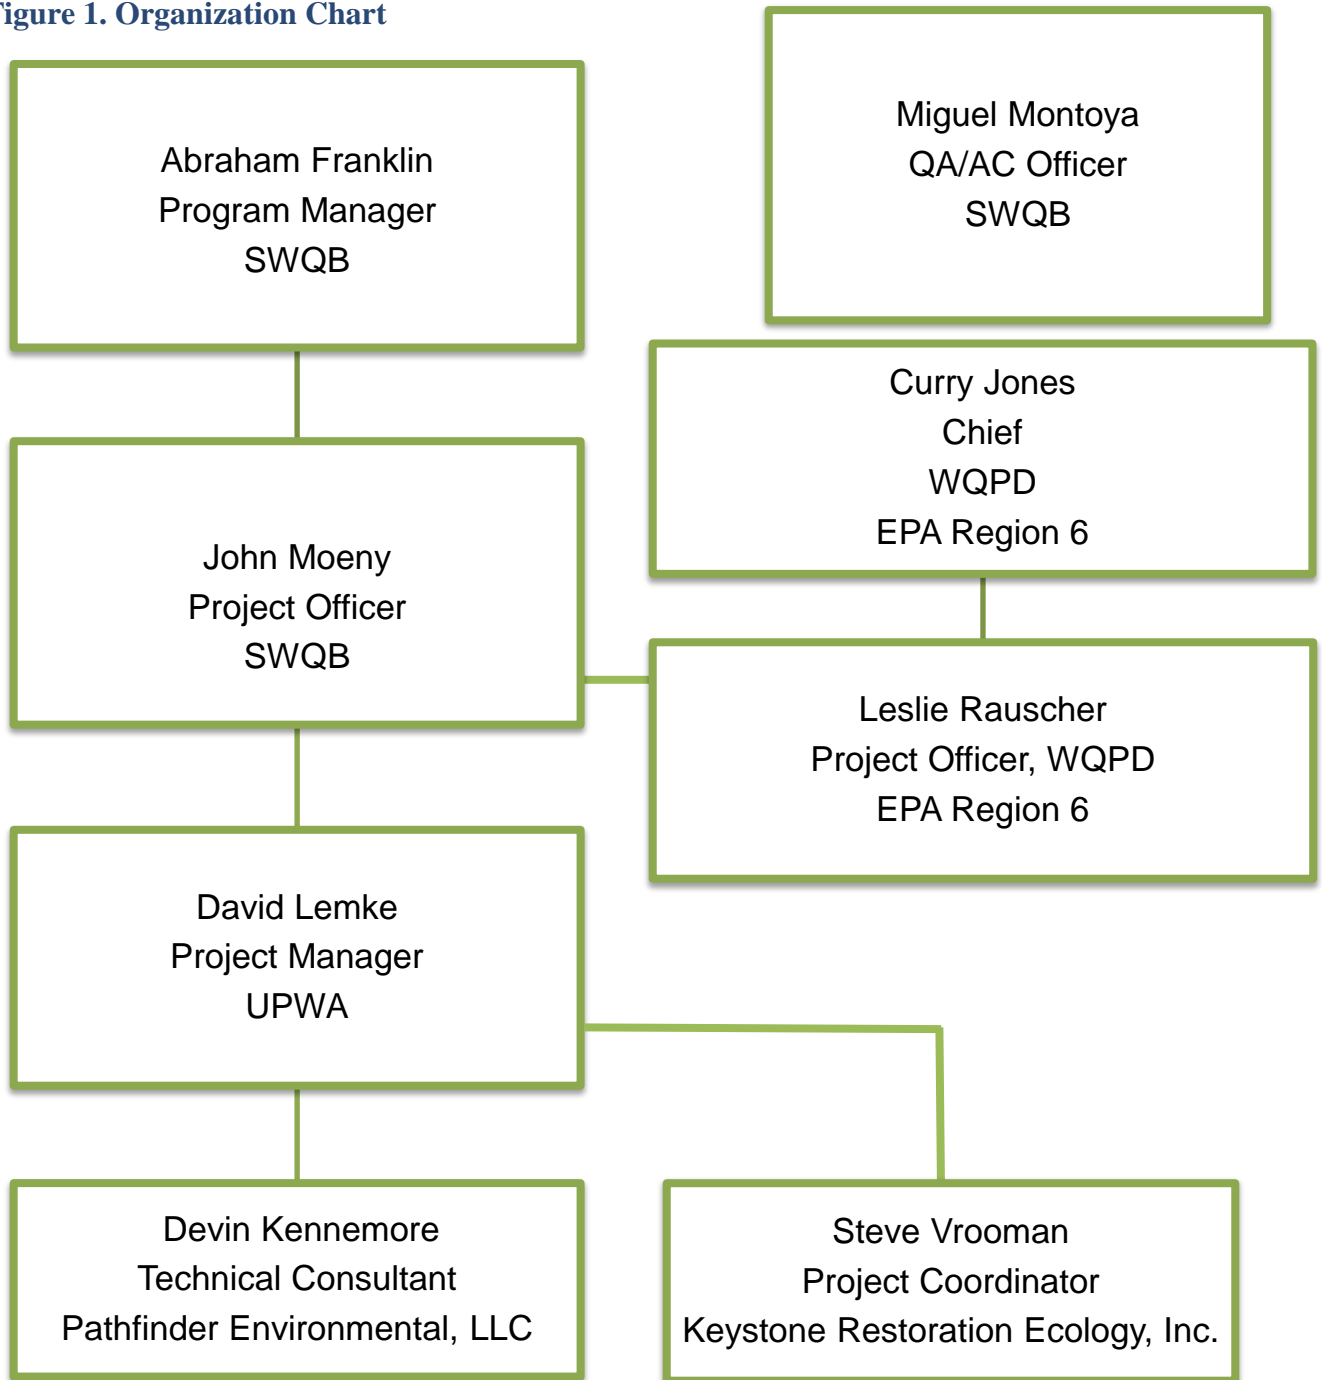 Figure 1. Organization Chart
Abraham Franklin
Program Manager
SWQB
Miguel Montoya
QA/AC Officer
SWQB
Curry Jones
Chief
WQPD
EPA Region 6
John Moeny
Project Officer
SWQB
Leslie Rauscher
Project Officer, WQPD
EPA Region 6
David Lemke
Project Manager
UPWA
Devin Kennemore
Technical Consultant
Pathfinder Environmental, LLC
Steve Vrooman
Project Coordinator
Keystone Restoration Ecology, Inc.